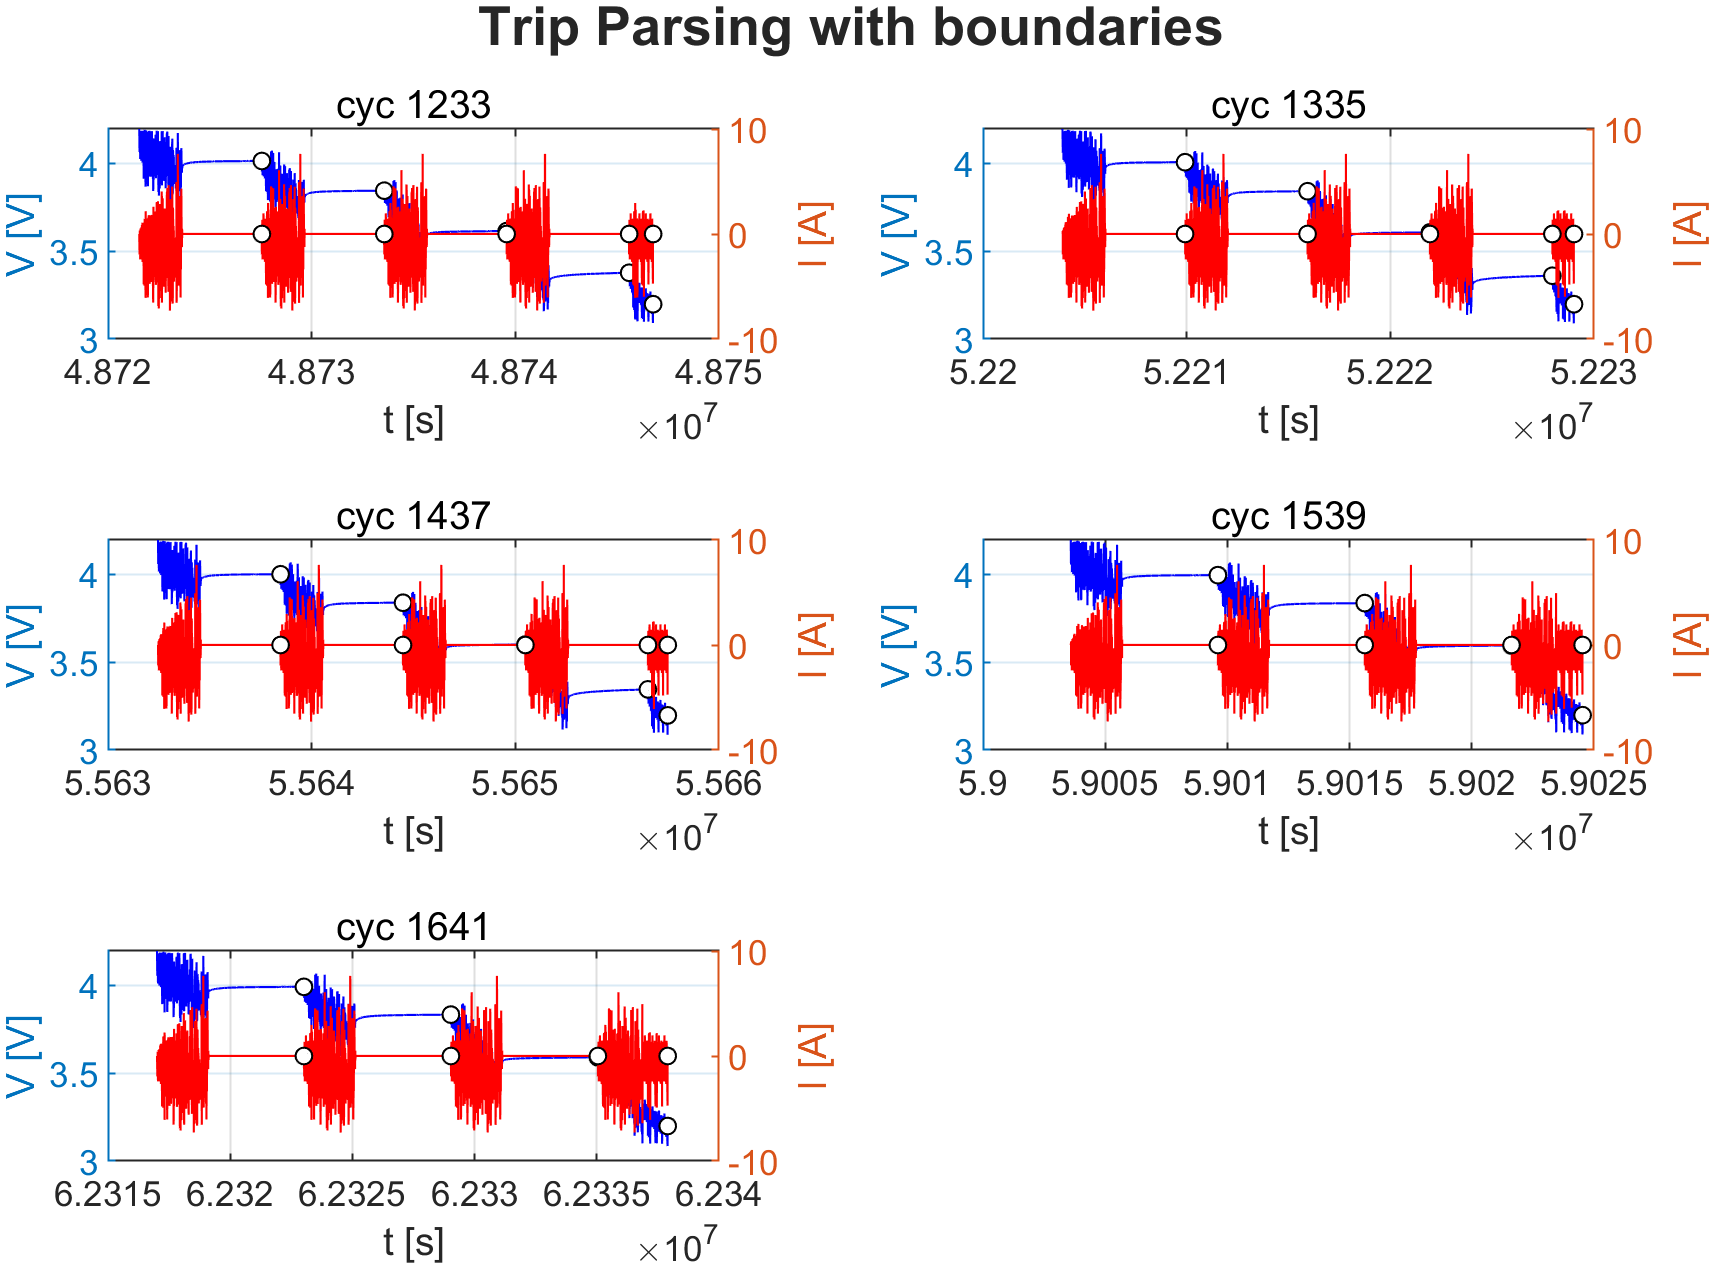 Trip Parsing with boundaries
cyc 1233
V [V]
4
3.5
3
10
0
-10
I [A]
4.872 4.873 4.874 4.875
t [s]
×10^7
cyc 1335
V [V]
4
3.5
3
10
0
-10
I [A]
5.22 5.221 5.222 5.223
t [s]
×10^7
cyc 1437
V [V]
4
3.5
3
10
0
-10
I [A]
5.563 5.564 5.565 5.566
t [s]
×10^7
cyc 1539
V [V]
4
3.5
3
10
0
-10
I [A]
5.9 5.9005 5.901 5.9015 5.902 5.9025
t [s]
×10^7
cyc 1641
V [V]
4
3.5
3
10
0
-10
I [A]
6.2315 6.232 6.2325 6.233 6.2335 6.234
t [s]
×10^7